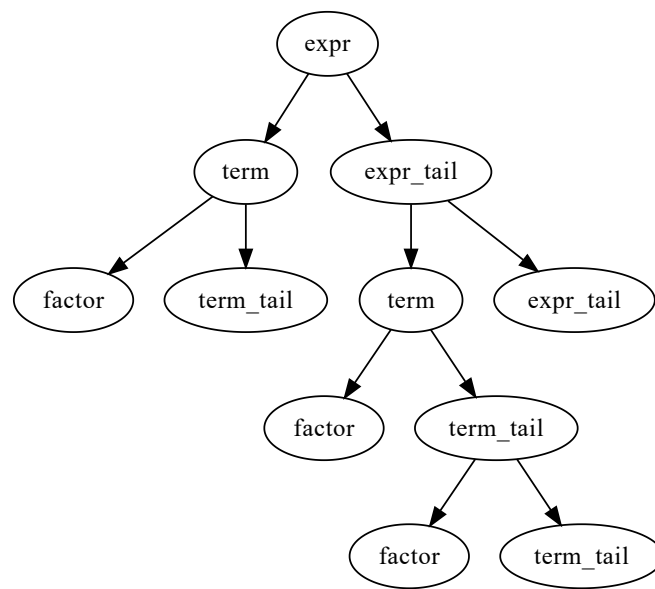 expr
term
expr_tail
factor
term_tail
term
expr_tail
factor
term_tail
factor
term_tail